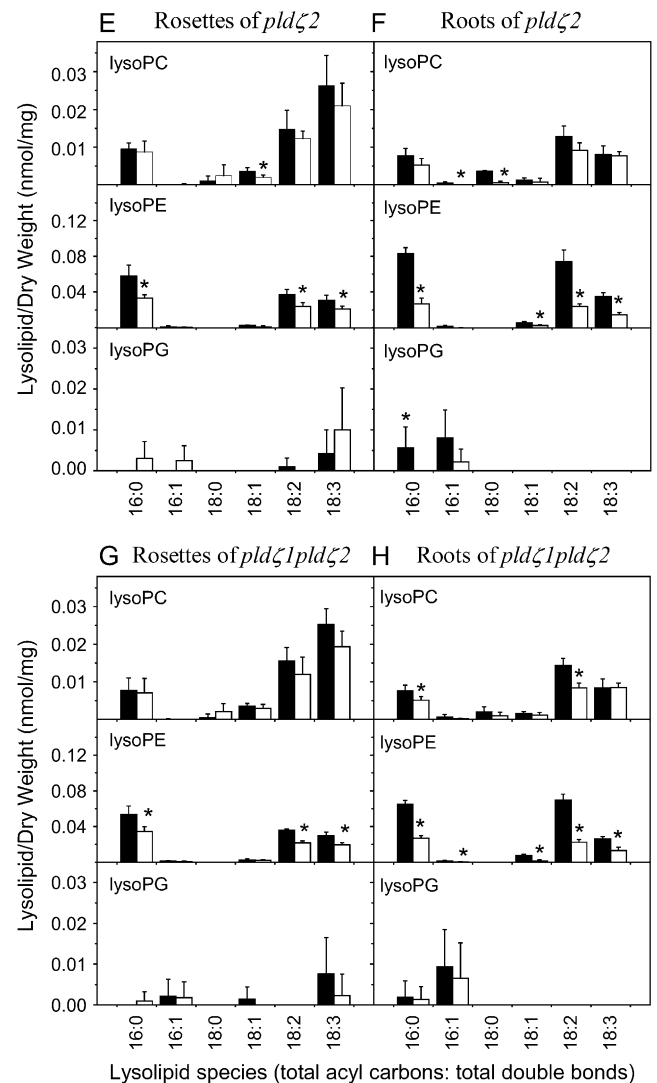 E Rosettes of pldζ2 F Roots of pldζ2
lysoPC lysoPC
0.03
0.02
0.01
*
* *
lysoPE lysoPE
0.12
0.08
0.04
* * *
* * * *
lysoPG lysoPG
0.03
0.02
0.01
0.00
*
16:0 16:1 18:0 18:1 18:2 18:3 16:0 16:1 18:0 18:1 18:2 18:3
Lysolipid/Dry Weight (nmol/mg)
G Rosettes of pldζ1pldζ2 H Roots of pldζ1pldζ2
lysoPC lysoPC
0.03
0.02
0.01
* *
lysoPE lysoPE
0.12
0.08
0.04
* * *
* * * * *
lysoPG lysoPG
0.03
0.02
0.01
0.00
16:0 16:1 18:0 18:1 18:2 18:3 16:0 16:1 18:0 18:1 18:2 18:3
Lysolipid/Dry Weight (nmol/mg)
Lysolipid species (total acyl carbons: total double bonds)